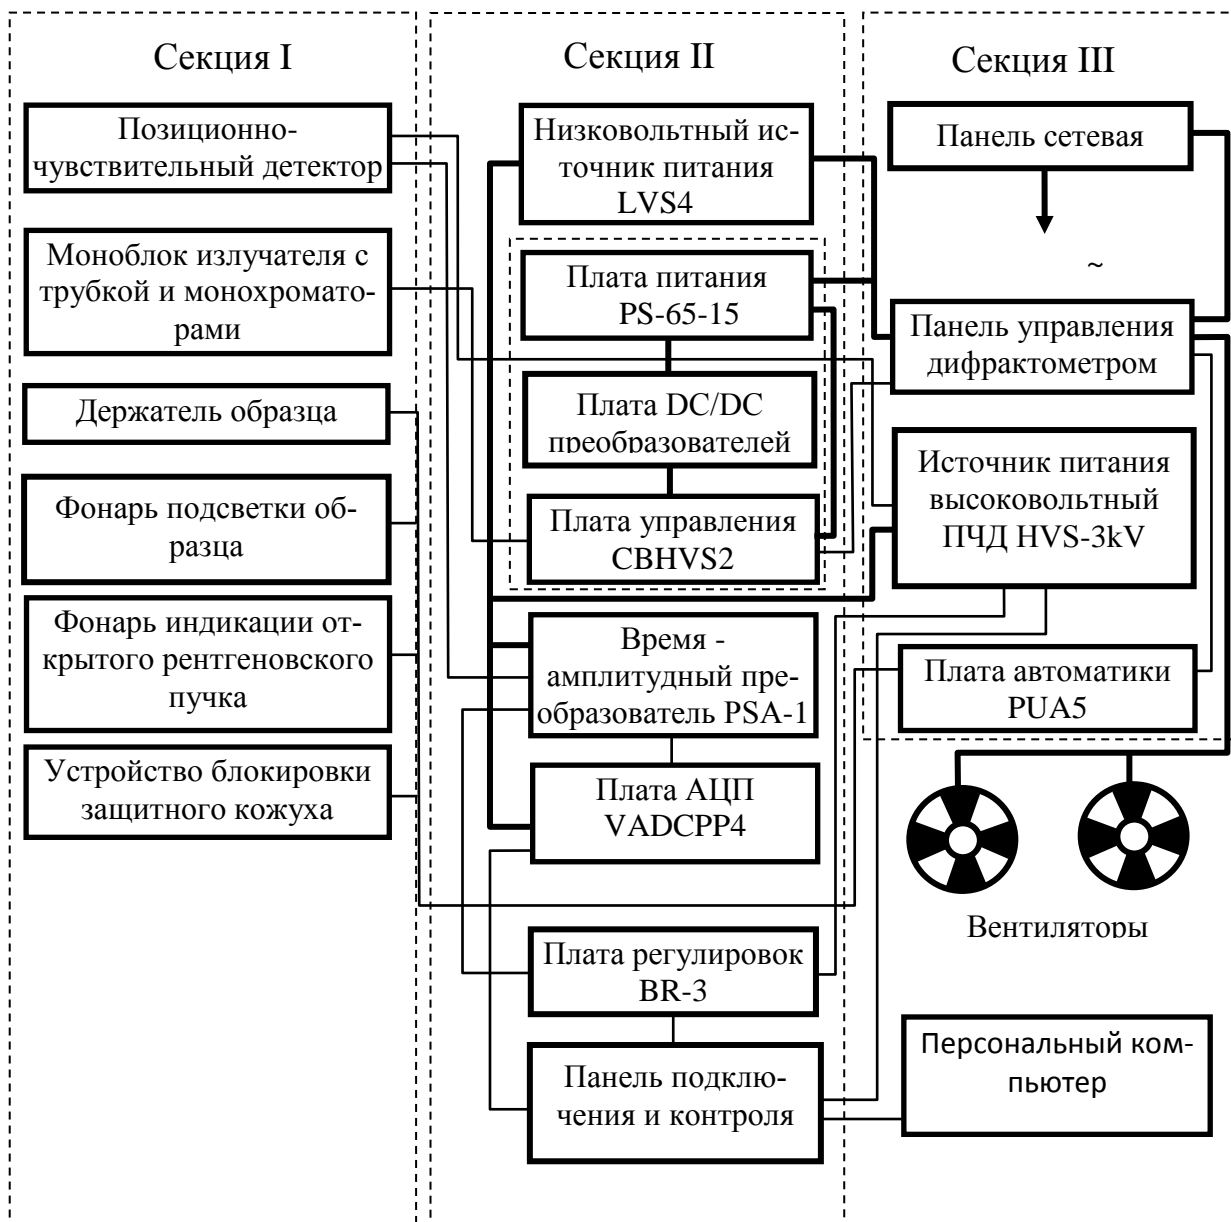 Секция I
Позиционно-
чувствительный детектор
Моноблок излучателя с
трубкой и монохромато-
рами
Держатель образца
Фонарь подсветки об-
разца
Фонарь индикации от-
крытого рентгеновского
пучка
Устройство блокировки
защитного кожуха
Секция II
Низковольтный ис-
точник питания
LVS4
Плата питания
PS-65-15
Плата DC/DC
преобразователей
Плата управления
CBHVS2
Время -
амплитудный пре-
образователь PSA-1
Плата АЦП
VADCPP4
Плата регулировок
BR-3
Панель подклю-
чения и контроля
Секция III
Панель сетевая
~
Панель управления
дифрактометром
Источник питания
высоковольтный
ПЧД HVS-3kV
Плата автоматики
PUA5
Вентиляторы
Персональный ком-
пьютер